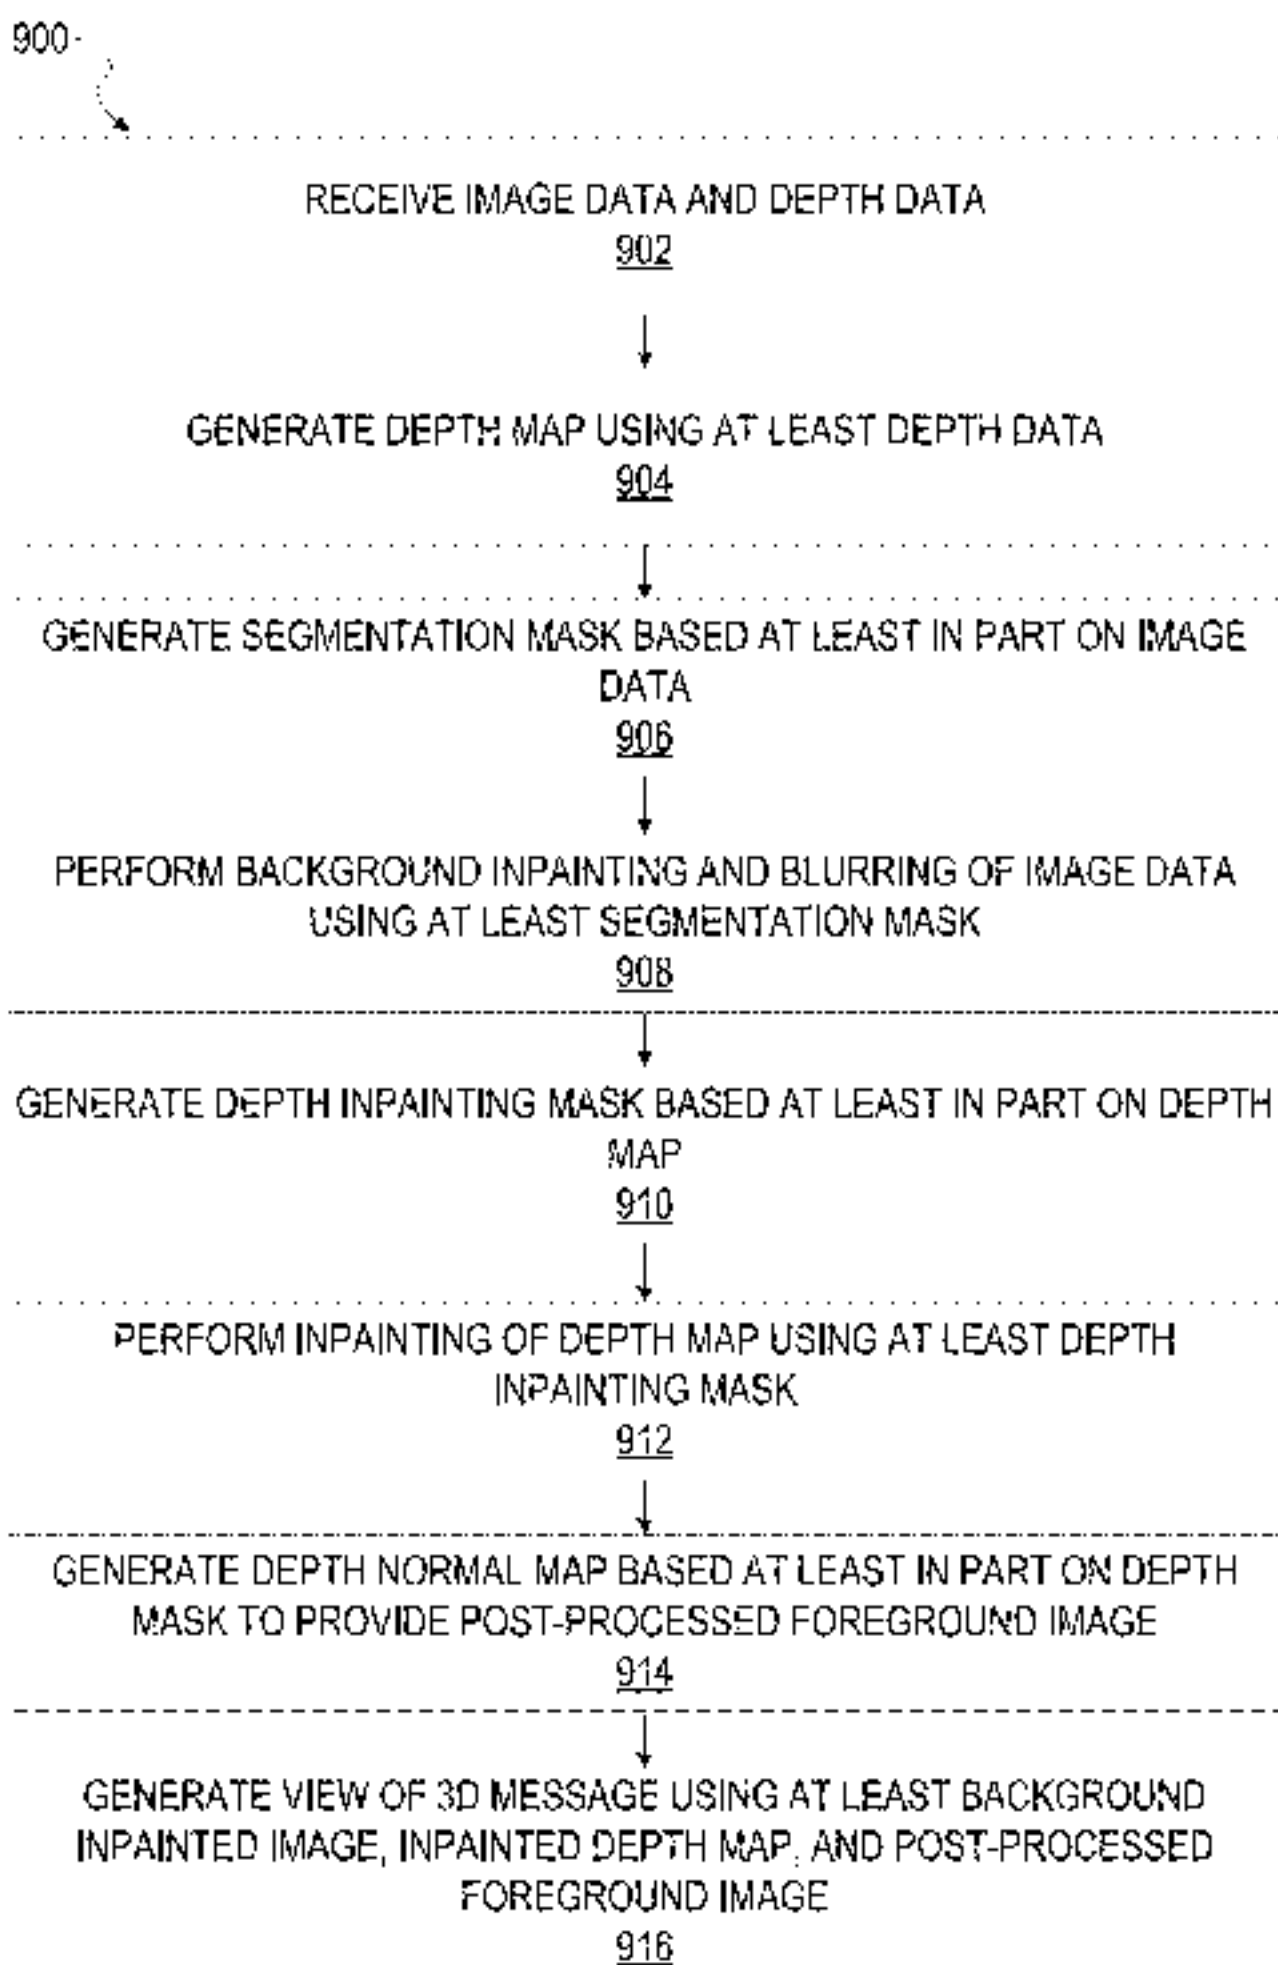 900
RECEIVE IMAGE DATA AND DEPTH DATA
902
GENERATE DEPTH MAP USING AT LEAST DEPTH DATA
904
GENERATE SEGMENTATION MASK BASED AT LEAST IN PART ON IMAGE
DATA
906
PERFORM BACKGROUND INPAINTING AND BLURRING OF IMAGE DATA
USING AT LEAST SEGMENTATION MASK
908
GENERATE DEPTH INPAINTING MASK BASED AT LEAST IN PART ON DEPTH
MAP
910
PERFORM INPAINTING OF DEPTH MAP USING AT LEAST DEPTH
INPAINTING MASK
912
GENERATE DEPTH NORMAL MAP BASED AT LEAST IN PART ON DEPTH
MASK TO PROVIDE POST-PROCESSED FOREGROUND IMAGE
914
GENERATE VIEW OF 3D MESSAGE USING AT LEAST BACKGROUND
INPAINTED IMAGE, INPAINTED DEPTH MAP, AND POST-PROCESSED
FOREGROUND IMAGE
916